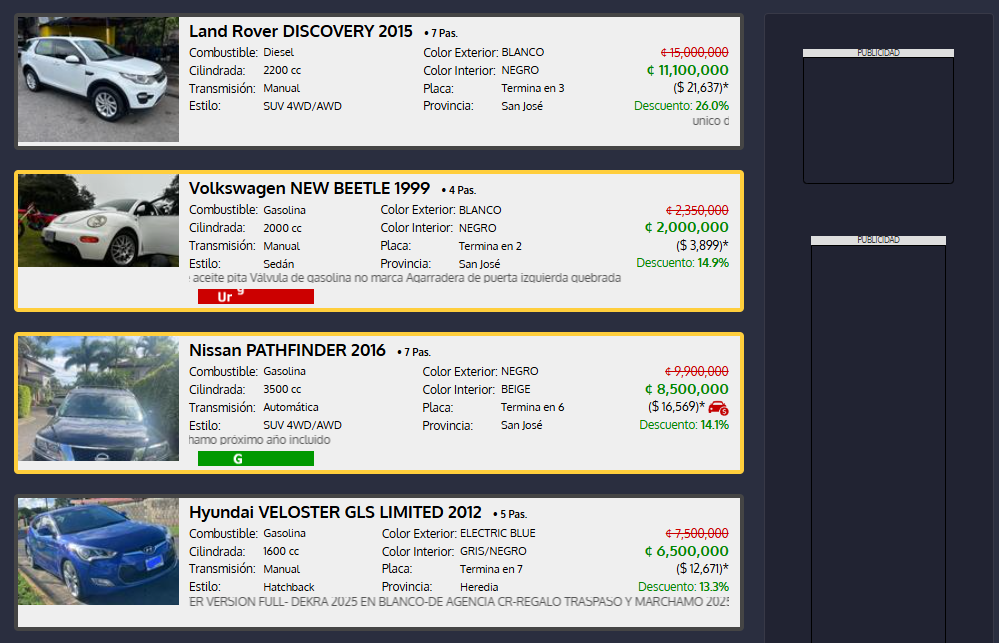 Land Rover DISCOVERY 2015 • 7 Pas.
Combustible: Diesel Color Exterior: BLANCO ¢ 15,000,000
Cilindrada: 2200 cc Color Interior: NEGRO ¢ 11,100,000
Transmisión: Manual Placa: Termina en 3 ($ 21,637)*
Estilo: SUV 4WD/AWD Provincia: San José Descuento: 26.0%
unico d
PUBLICIDAD
Volkswagen NEW BEETLE 1999 • 4 Pas.
Combustible: Gasolina Color Exterior: BLANCO ¢ 2,350,000
Cilindrada: 2000 cc Color Interior: NEGRO ¢ 2,000,000
Transmisión: Manual Placa: Termina en 2 ($ 3,899)*
Estilo: Sedán Provincia: San José Descuento: 14.9%
aceite pita Válvula de gasolina no marca Agarradera de puerta izquierda quebrada
Ur g
PUBLICIDAD
Nissan PATHFINDER 2016 • 7 Pas.
Combustible: Gasolina Color Exterior: NEGRO ¢ 9,900,000
Cilindrada: 3500 cc Color Interior: BEIGE ¢ 8,500,000
Transmisión: Automática Placa: Termina en 6 ($ 16,569)*
Estilo: SUV 4WD/AWD Provincia: San José Descuento: 14.1%
hamo próximo año incluido
G
Hyundai VELOSTER GLS LIMITED 2012 • 5 Pas.
Combustible: Gasolina Color Exterior: ELECTRIC BLUE ¢ 7,500,000
Cilindrada: 1600 cc Color Interior: GRIS/NEGRO ¢ 6,500,000
Transmisión: Manual Placa: Termina en 7 ($ 12,671)*
Estilo: Hatchback Provincia: Heredia Descuento: 13.3%
ER VERSION FULL- DEKRA 2025 EN BLANCO-DE AGENCIA CR-REGALO TRASPASO Y MARCHAMO 202